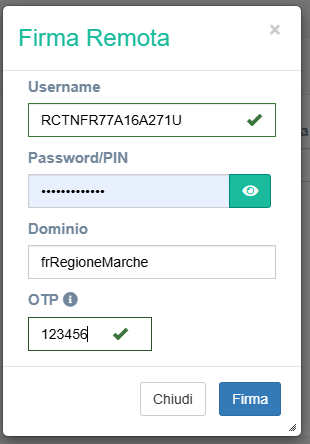 Firma Remota
×
Username
RCTNFR77A16A271U
Password/PIN
•••••••••••••
Dominio
frRegioneMarche
OTP
123456
Chiudi Firma